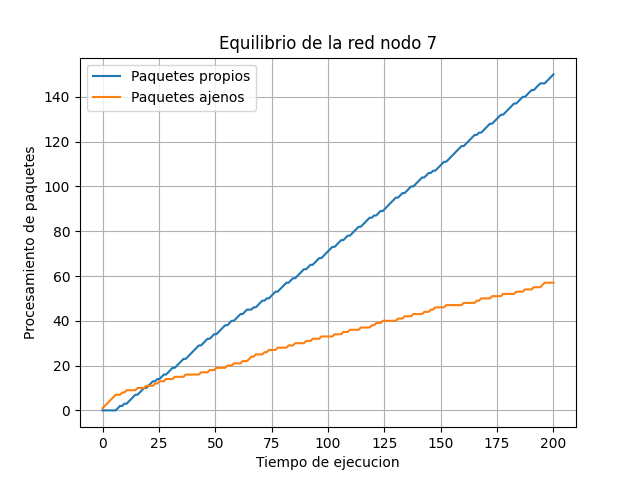 Equilibrio de la red nodo 7
Paquetes propios
Paquetes ajenos
Procesamiento de paquetes
140
120
100
80
60
40
20
0
0 25 50 75 100 125 150 175 200
Tiempo de ejecucion